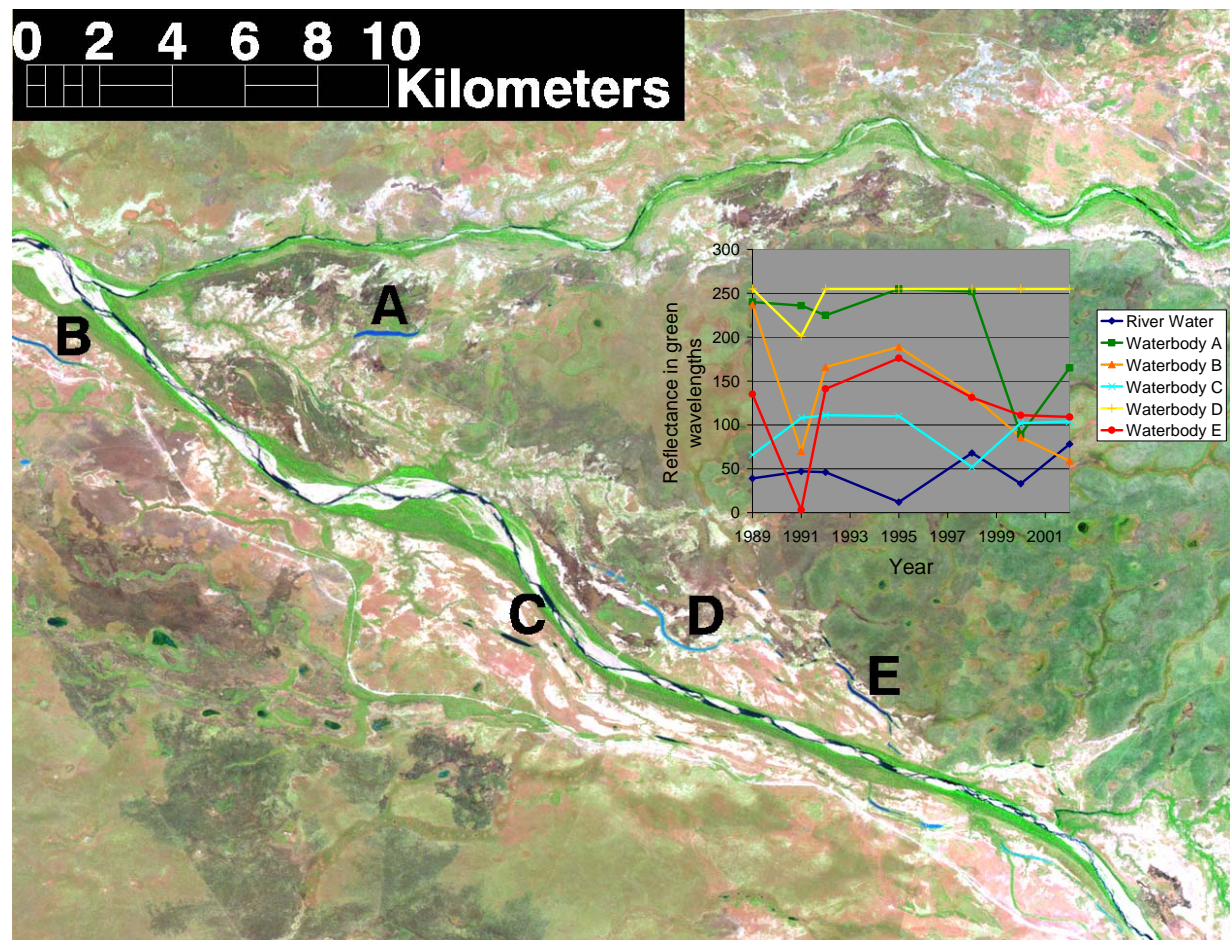 0 2 4 6 8 10
Kilometers
A
B
C
D
E
300
250
200
150
100
50
0
Reflectance in green
wavelengths
1989 1991 1993 1995 1997 1999 2001
Year
River Water
Waterbody A
Waterbody B
Waterbody C
Waterbody D
Waterbody E